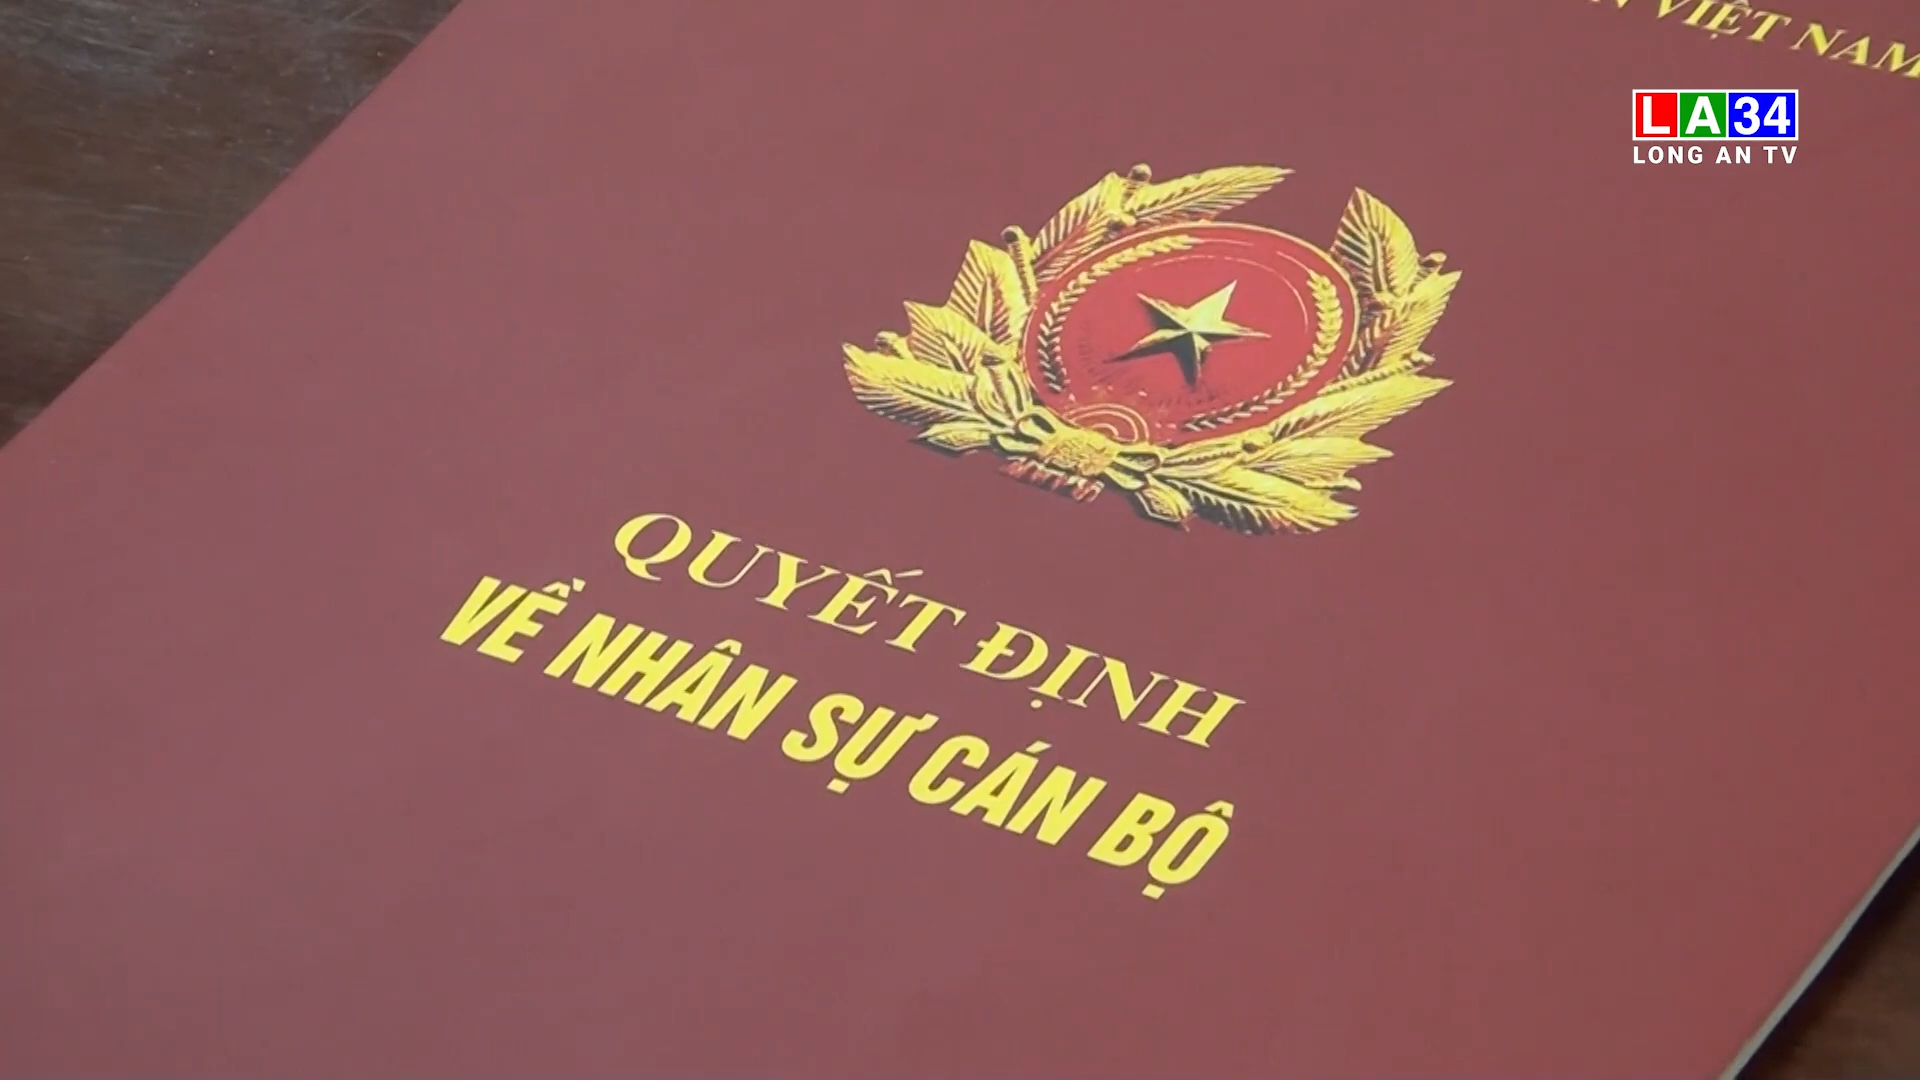 VIỆT NAM
LA34
LONG AN TV
QUYẾT ĐỊNH
VỀ NHÂN SỰ CÁN BỘ